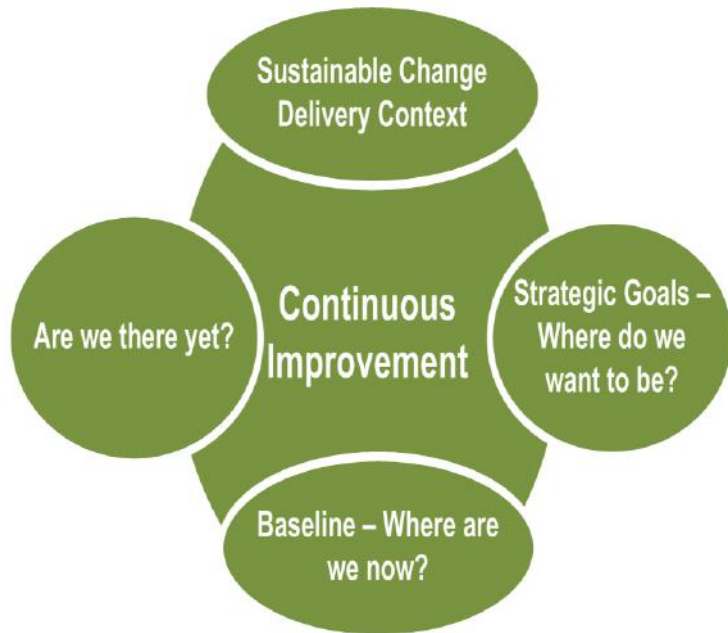 Sustainable Change
Delivery Context
Strategic Goals –
Where do we
want to be?
Continuous
Improvement
Are we there yet?
Baseline – Where are
we now?